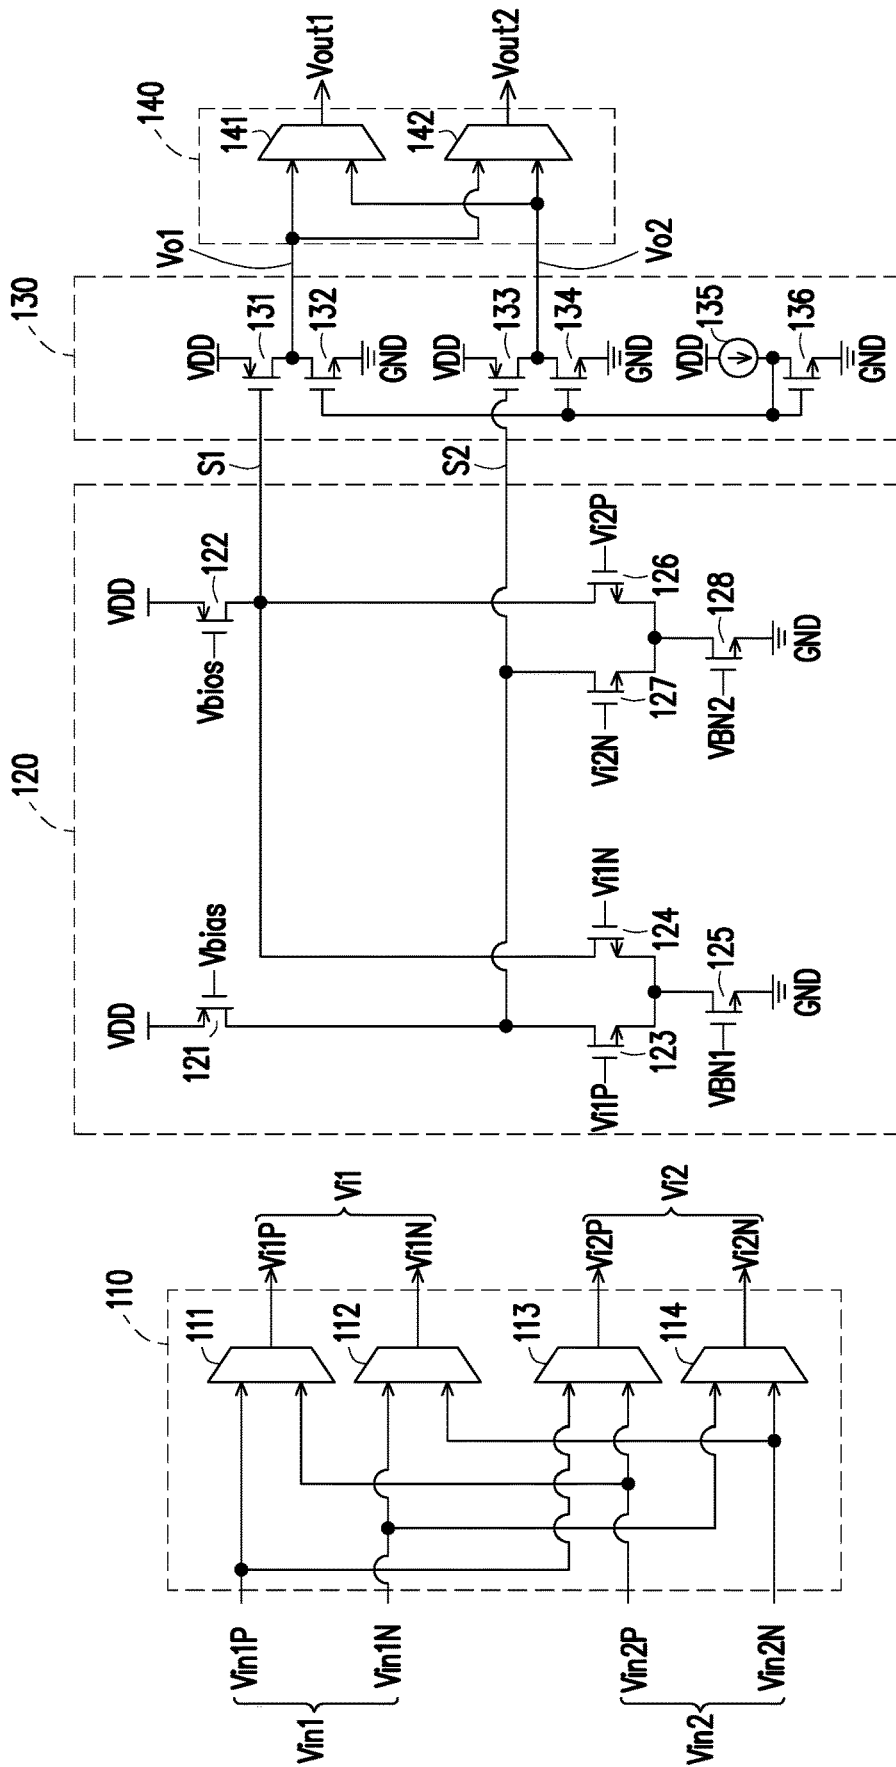 110
111
112
113
114
Vin1P
Vin1N
Vin1
Vin2P
Vin2N
Vin2
Vi1P
Vi1N
Vi1
Vi2P
Vi2N
Vi2
120
VDD
121
Vbias
VDD
122
Vbios
Vi1P
123
Vi1N
124
VBN1
125
GND
Vi2N
127
Vi2P
126
VBN2
128
GND
S1
S2
130
VDD
131
132
GND
VDD
133
134
GND
VDD
135
136
GND
Vo1
Vo2
140
141
142
Vout1
Vout2